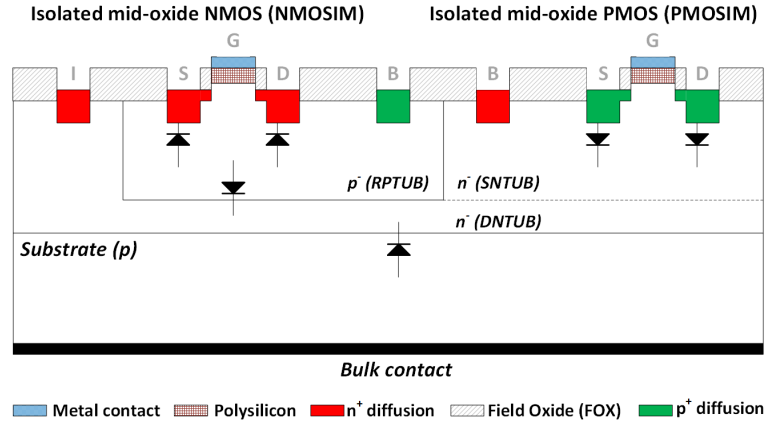 Isolated mid-oxide NMOS (NMOSIM) Isolated mid-oxide PMOS (PMOSIM)
G G
I S D B B S D
p- (RPTUB) n- (SNTUB)
n- (DNTUB)
Substrate (p)
Bulk contact
Metal contact Polysilicon n+ diffusion Field Oxide (FOX) p+ diffusion